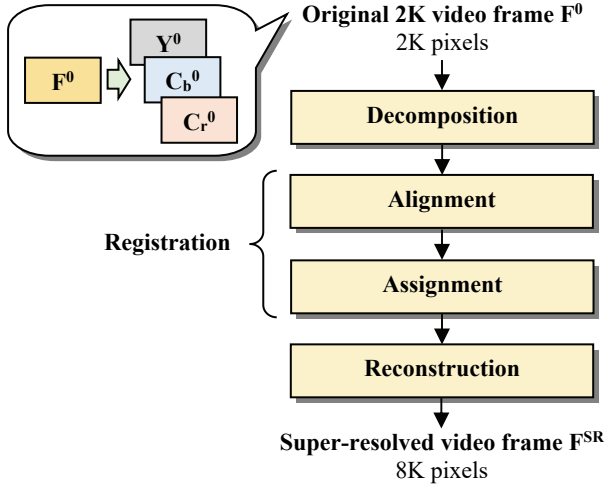 Original 2K video frame F⁰
2K pixels
F⁰
Y⁰
C_b⁰
C_r⁰
Decomposition
Registration
Alignment
Assignment
Reconstruction
Super-resolved video frame F^SR
8K pixels